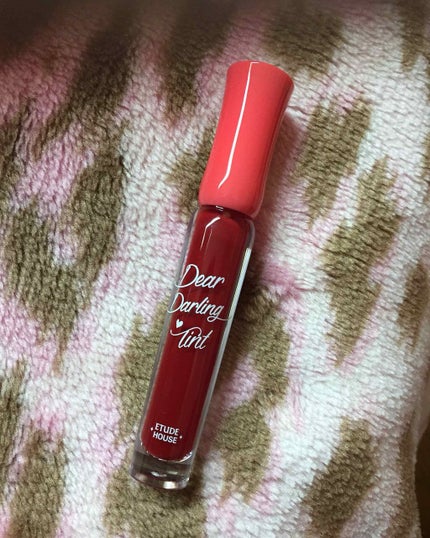 Dear
Darling
Tint
ETUDE
HOUSE